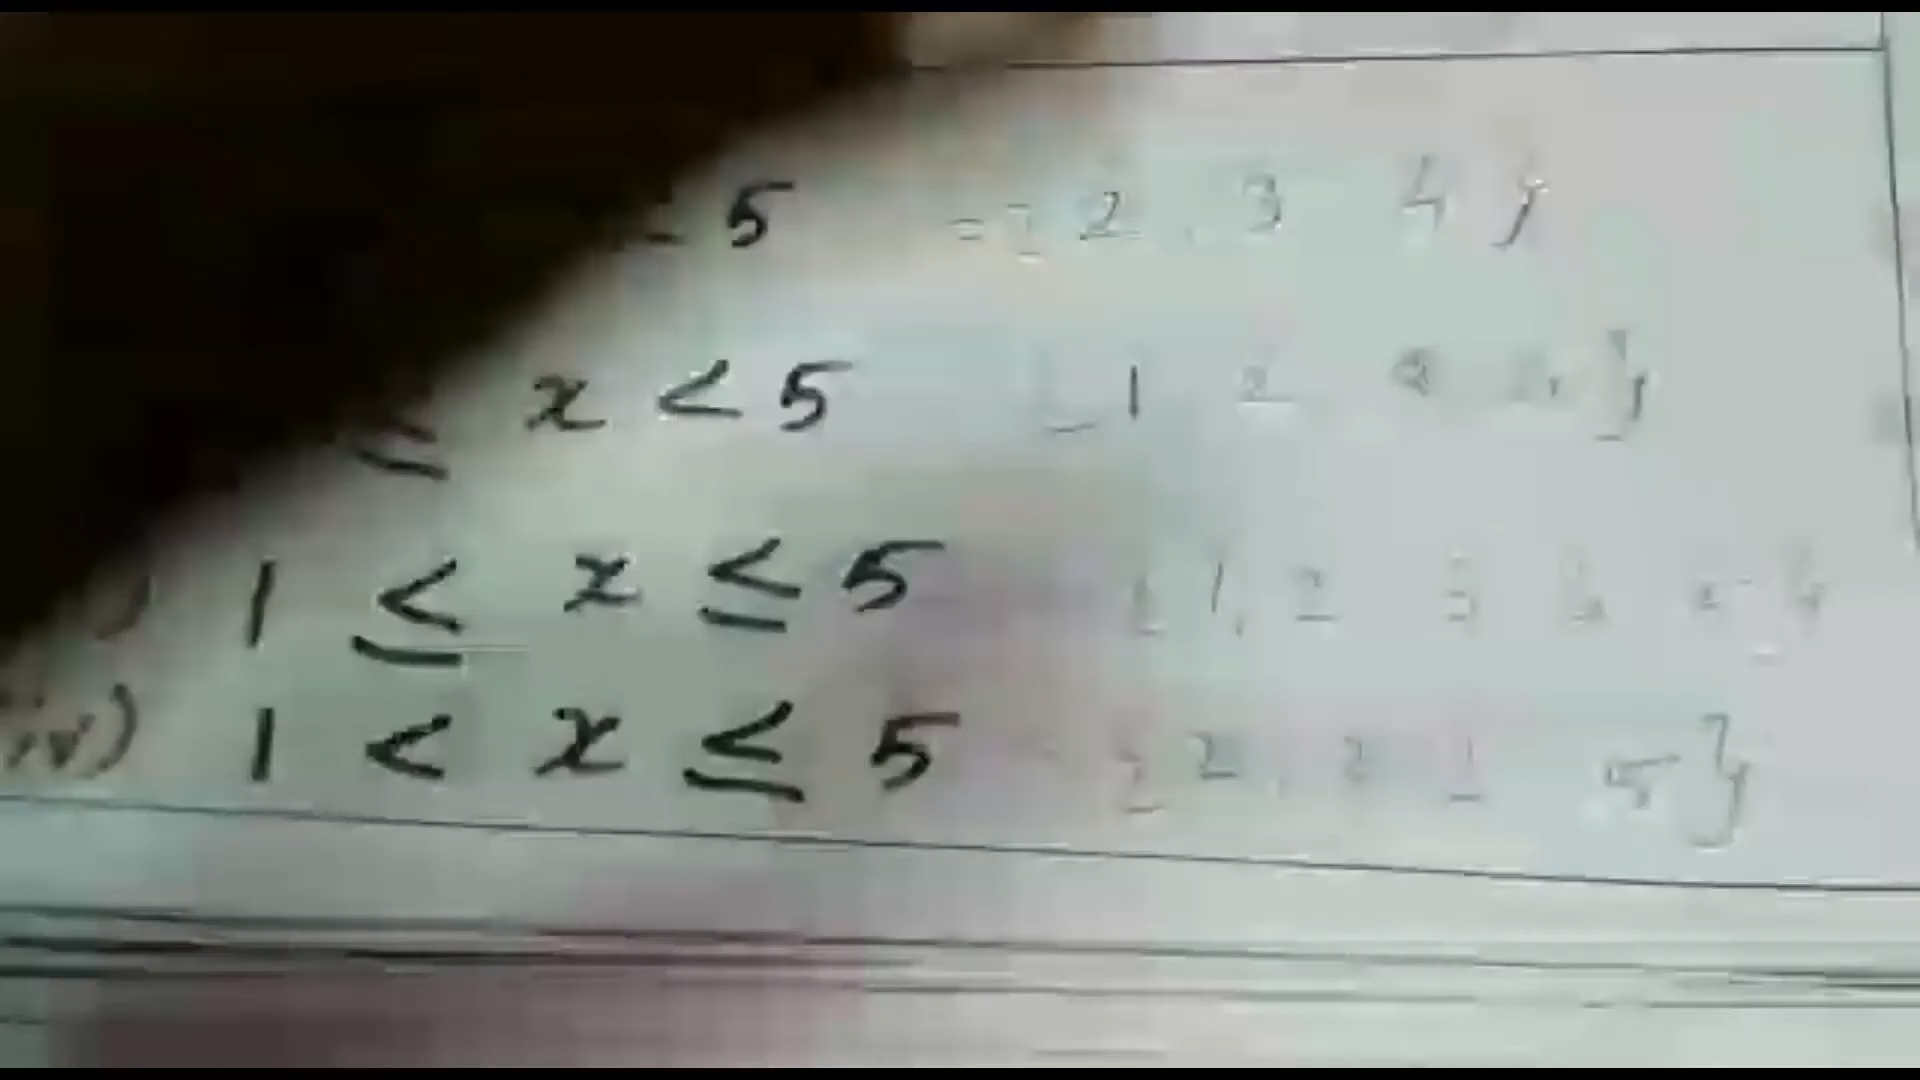 < 5 = { 2, 3 4 }
≤ x < 5 { 1 2 3 }
) 1 ≤ x ≤ 5 { 1, 2 3 4 5 }
iv) 1 < x ≤ 5 { 2, 3 4 5 }